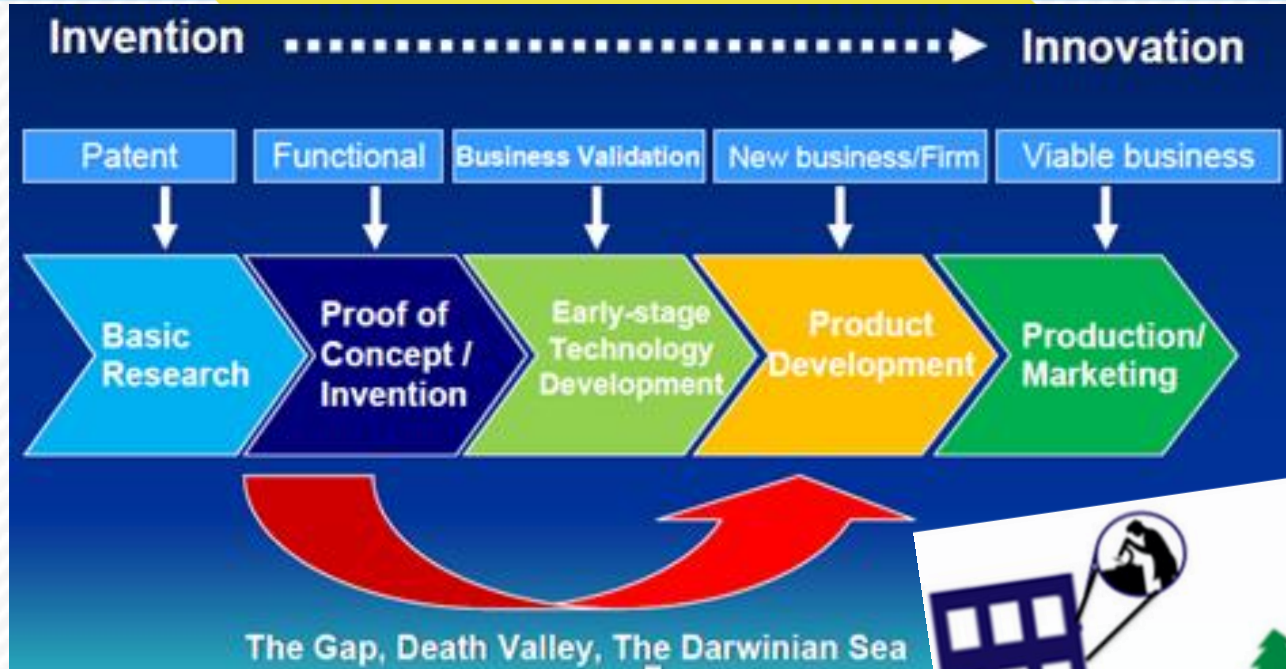 Invention
Innovation
Patent
Functional
Business Validation
New business/Firm
Viable business
Basic
Research
Proof of
Concept /
Invention
Early-stage
Technology
Development
Product
Development
Production/
Marketing
The Gap, Death Valley, The Darwinian Sea